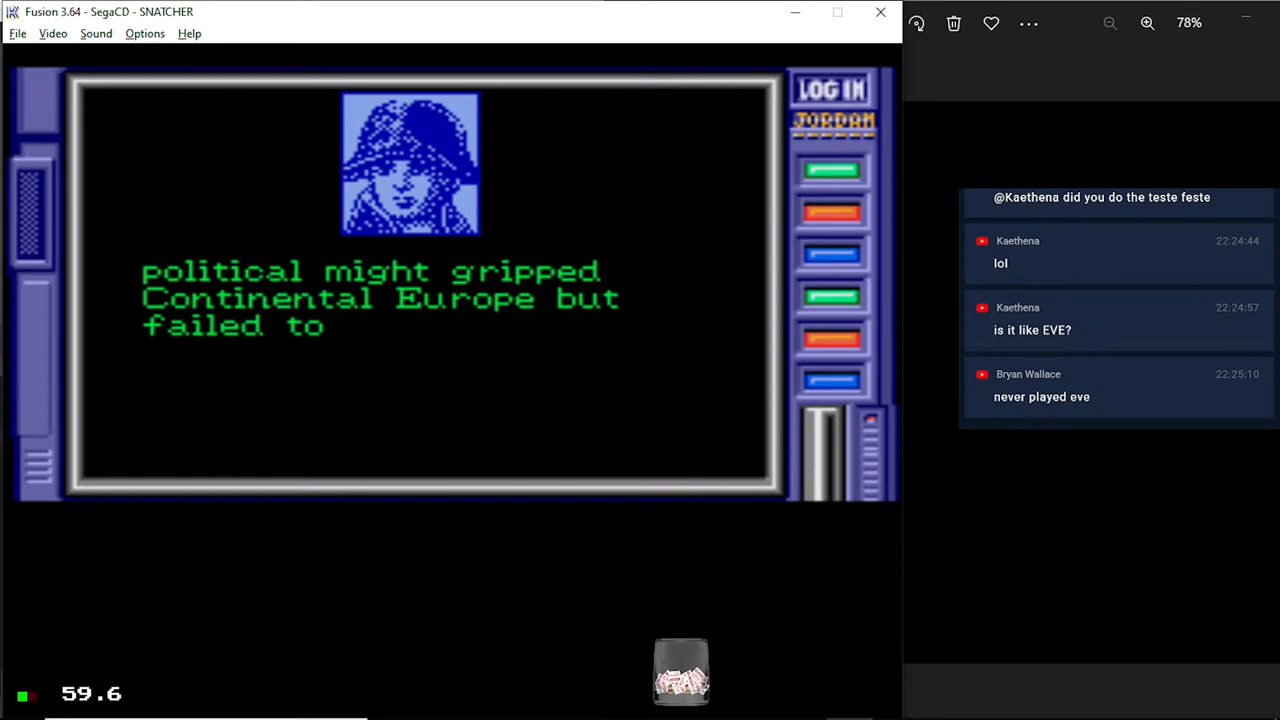 Fusion 3.64 - SegaCD - SNATCHER
File Video Sound Options Help
78%
LOG IN
JORDAN
political might gripped
Continental Europe but
failed to
@Kaethena did you do the teste feste
Kaethena 22:24:44
lol
Kaethena 22:24:57
is it like EVE?
Bryan Wallace 22:25:10
never played eve
59.6